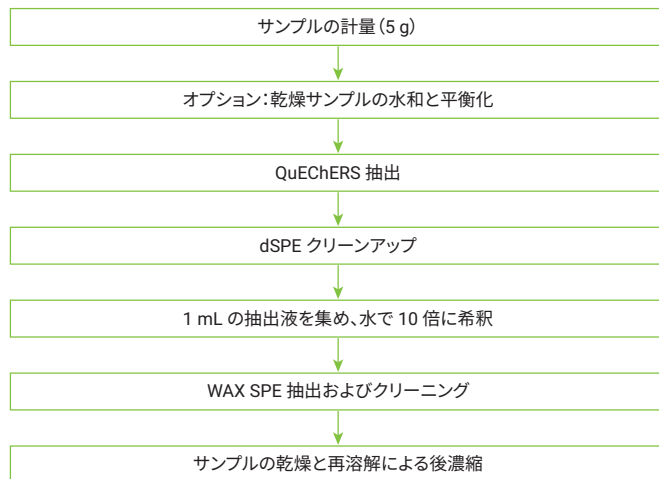 サンプルの計量 (5 g)
オプション：乾燥サンプルの水和と平衡化
QuEChERS 抽出
dSPE クリーンアップ
1 mL の抽出液を集め、水で 10 倍に希釈
WAX SPE 抽出およびクリーニング
サンプルの乾燥と再溶解による後濃縮